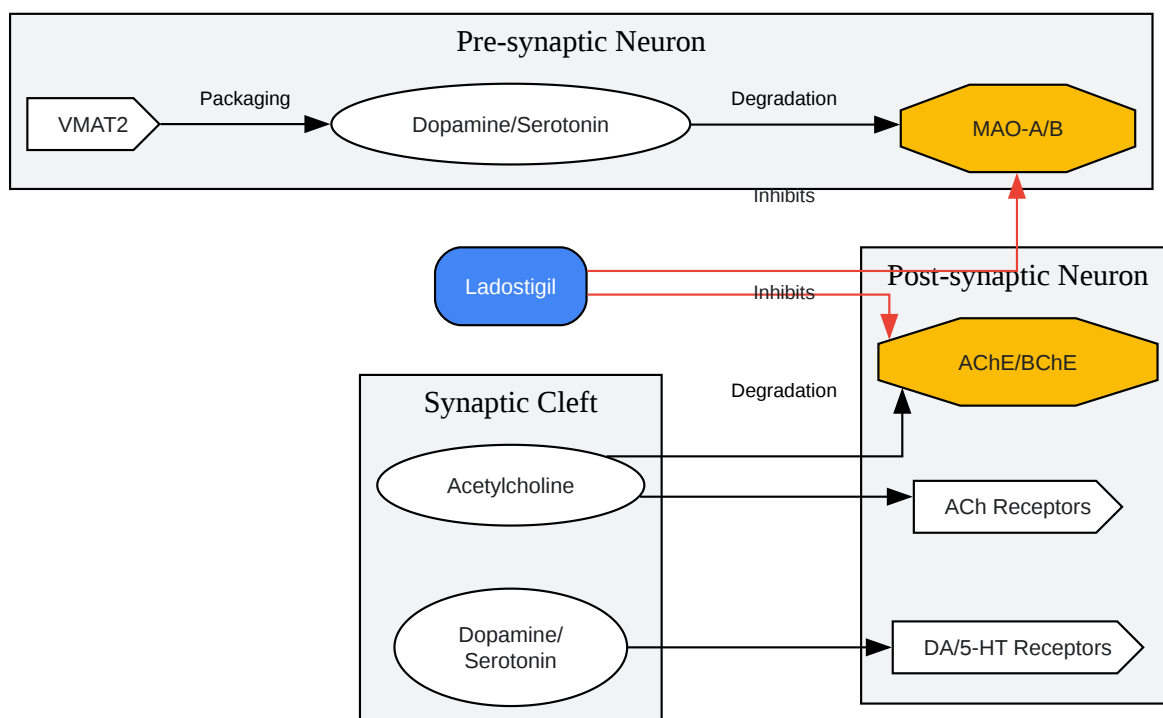 Pre-synaptic Neuron
VMAT2
Packaging
Dopamine/Serotonin
Degradation
MAO-A/B
Inhibits
Ladostigil
Inhibits
Post-synaptic Neuron
AChE/BChE
Degradation
Synaptic Cleft
Acetylcholine
ACh Receptors
Dopamine/
Serotonin
DA/5-HT Receptors